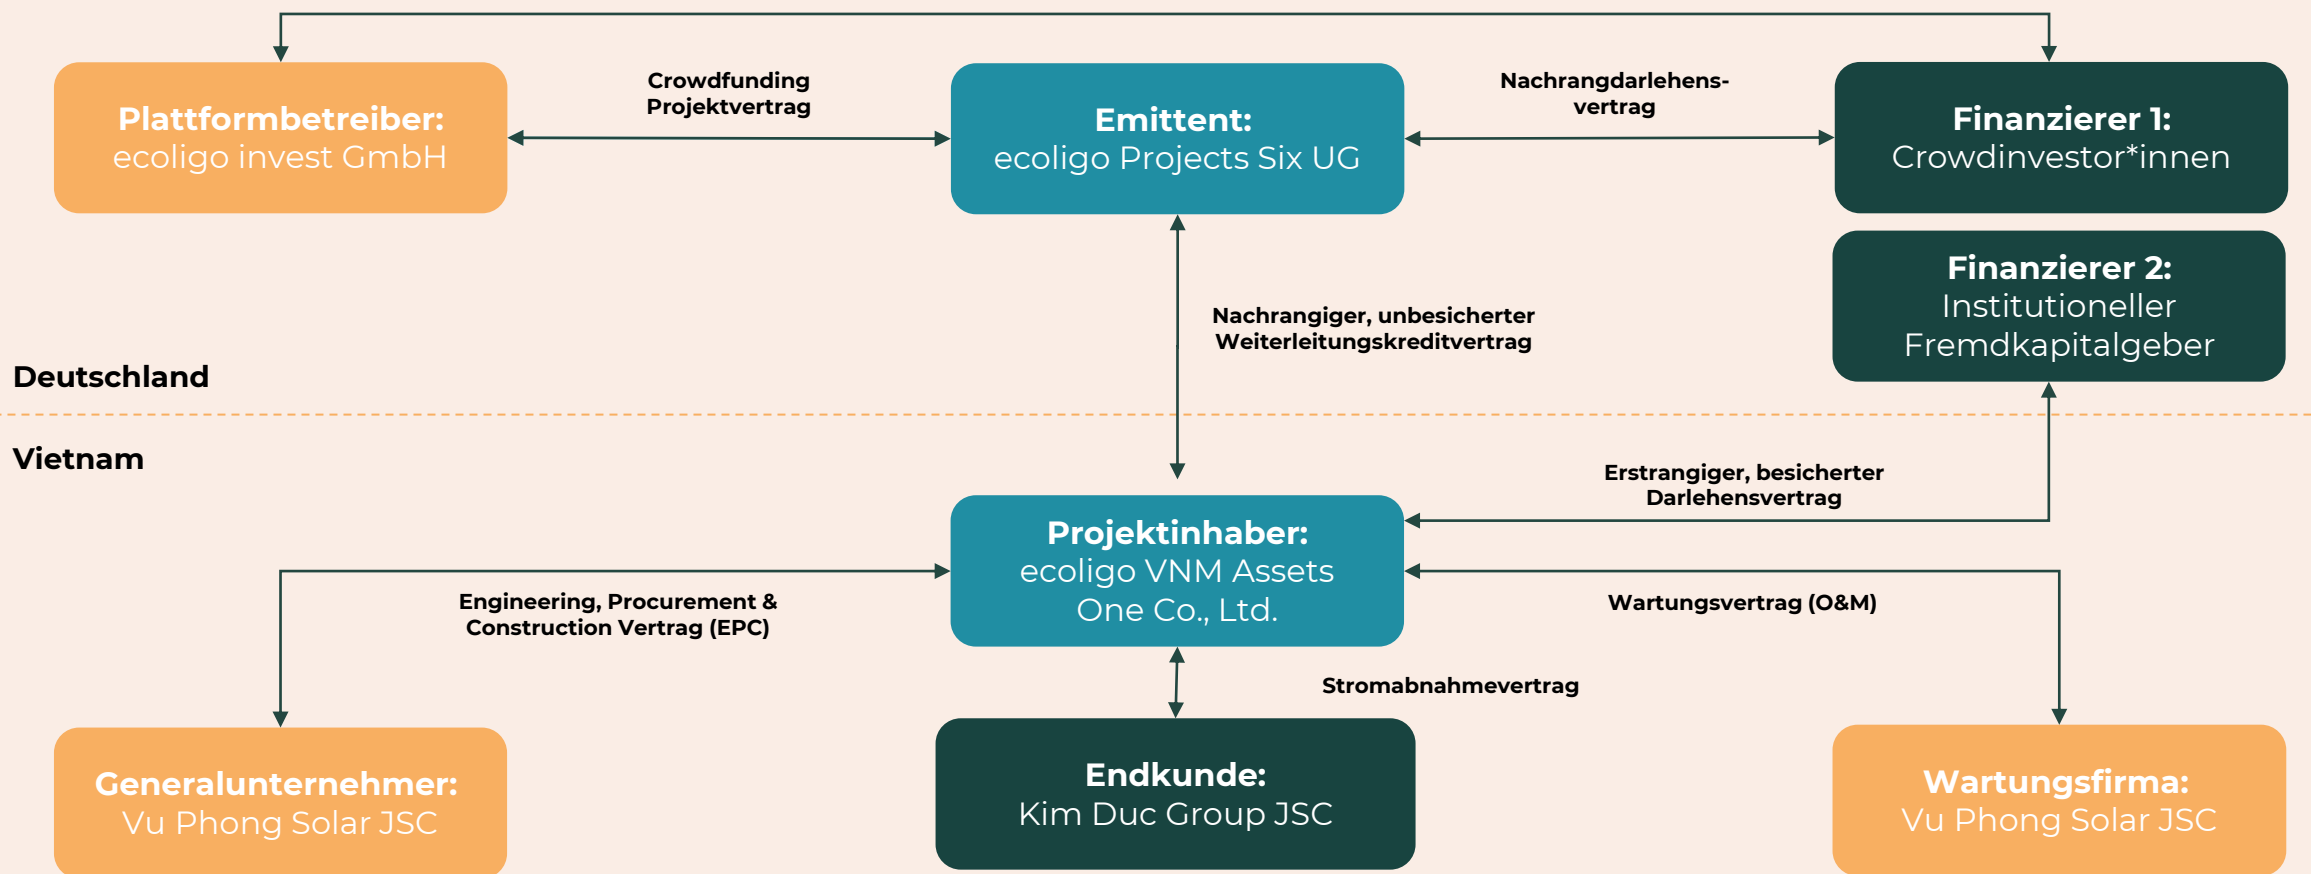 Plattformbetreiber:
ecoligo invest GmbH
Crowdfunding
Projektvertrag
Emittent:
ecoligo Projects Six UG
Nachrangdarlehens-
vertrag
Finanzierer 1:
Crowdinvestor*innen
Finanzierer 2:
Institutioneller
Fremdkapitalgeber
Nachrangiger, unbesicherter
Weiterleitungskreditvertrag
Deutschland
Vietnam
Erstrangiger, besicherter
Darlehensvertrag
Projektinhaber:
ecoligo VNM Assets
One Co., Ltd.
Engineering, Procurement &
Construction Vertrag (EPC)
Wartungsvertrag (O&M)
Stromabnahmevertrag
Generalunternehmer:
Vu Phong Solar JSC
Endkunde:
Kim Duc Group JSC
Wartungsfirma:
Vu Phong Solar JSC